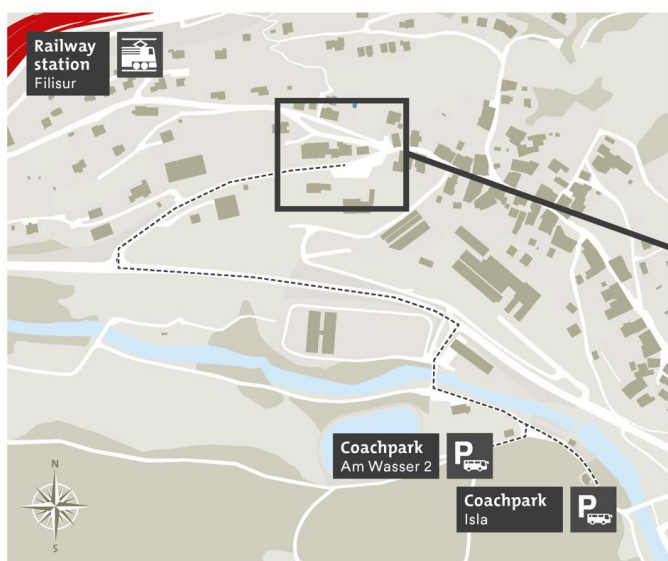 Railway
station
Filisur
Coachpark
Am Wasser 2
P
Coachpark
Isla
P
N
S